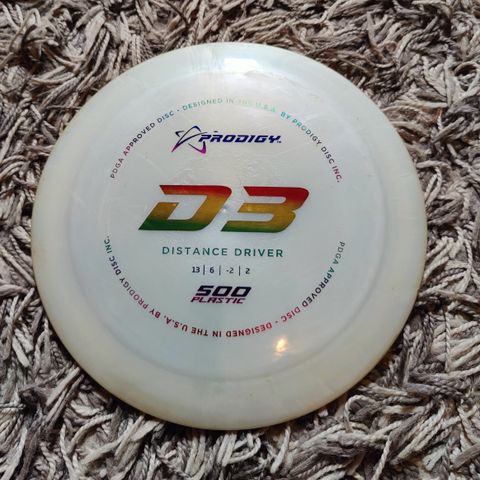 PDGA APPROVED DISC - DESIGNED IN THE U.S.A. BY PRODIGY DISC INC.
PRODIGY
D3
DISTANCE DRIVER
13 | 6 | -2 | 2
500
PLASTIC
PDGA APPROVED DISC - DESIGNED IN THE U.S.A. BY PRODIGY DISC INC.